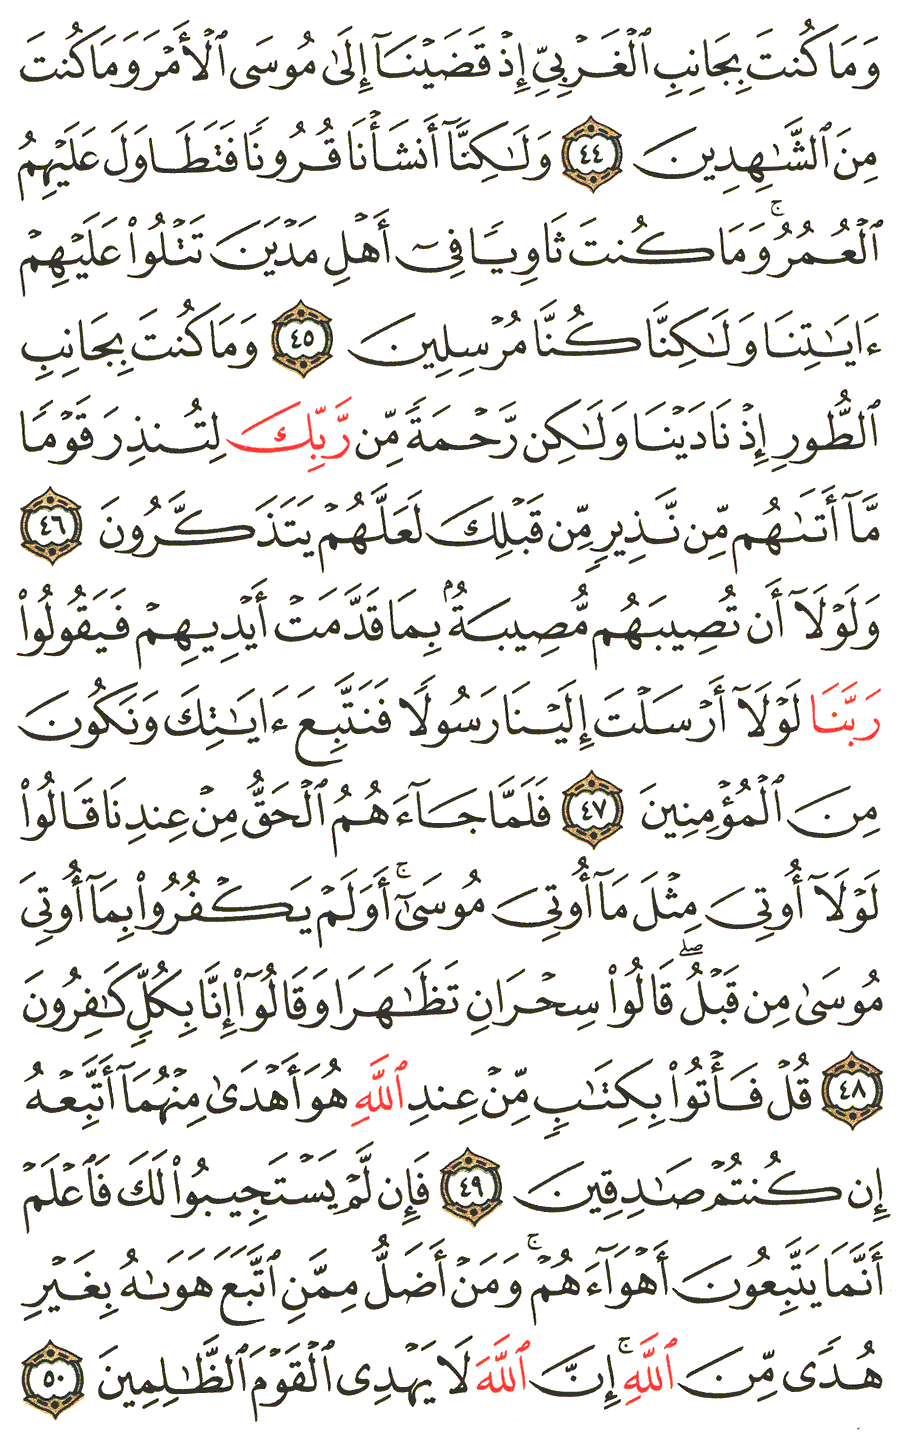 وَمَا كُنتَ بِجَانِبِ ٱلْغَرْبِىِّ إِذْ قَضَيْنَآ إِلَىٰ مُوسَى ٱلْأَمْرَ وَمَا كُنتَ
مِنَ ٱلشَّـٰهِدِينَ ٤٤ وَلَـٰكِنَّآ أَنشَأْنَا قُرُونًا فَتَطَاوَلَ عَلَيْهِمُ
ٱلْعُمُرُ ۚ وَمَا كُنتَ ثَاوِيًا فِىٓ أَهْلِ مَدْيَنَ تَتْلُوا۟ عَلَيْهِمْ
ءَايَـٰتِنَا وَلَـٰكِنَّا كُنَّا مُرْسِلِينَ ٤٥ وَمَا كُنتَ بِجَانِبِ
ٱلطُّورِ إِذْ نَادَيْنَا وَلَـٰكِن رَّحْمَةً مِّن رَّبِّكَ لِتُنذِرَ قَوْمًا
مَّآ أَتَىٰهُم مِّن نَّذِيرٍ مِّن قَبْلِكَ لَعَلَّهُمْ يَتَذَكَّرُونَ ٤٦
وَلَوْلَآ أَن تُصِيبَهُم مُّصِيبَةٌۢ بِمَا قَدَّمَتْ أَيْدِيهِمْ فَيَقُولُوا۟
رَبَّنَا لَوْلَآ أَرْسَلْتَ إِلَيْنَا رَسُولًا فَنَتَّبِعَ ءَايَـٰتِكَ وَنَكُونَ
مِنَ ٱلْمُؤْمِنِينَ ٤٧ فَلَمَّا جَآءَهُمُ ٱلْحَقُّ مِنْ عِندِنَا قَالُوا۟
لَوْلَآ أُوتِىَ مِثْلَ مَآ أُوتِىَ مُوسَىٰٓ ۚ أَوَلَمْ يَكْفُرُوا۟ بِمَآ أُوتِىَ
مُوسَىٰ مِن قَبْلُ ۖ قَالُوا۟ سِحْرَانِ تَظَـٰهَرَا وَقَالُوٓا۟ إِنَّا بِكُلٍّ كَـٰفِرُونَ
٤٨ قُلْ فَأْتُوا۟ بِكِتَـٰبٍ مِّنْ عِندِ ٱللَّهِ هُوَ أَهْدَىٰ مِنْهُمَآ أَتَّبِعْهُ
إِن كُنتُمْ صَـٰدِقِينَ ٤٩ فَإِن لَّمْ يَسْتَجِيبُوا۟ لَكَ فَٱعْلَمْ
أَنَّمَا يَتَّبِعُونَ أَهْوَآءَهُمْ ۚ وَمَنْ أَضَلُّ مِمَّنِ ٱتَّبَعَ هَوَىٰهُ بِغَيْرِ
هُدًى مِّنَ ٱللَّهِ ۚ إِنَّ ٱللَّهَ لَا يَهْدِى ٱلْقَوْمَ ٱلظَّـٰلِمِينَ ٥٠